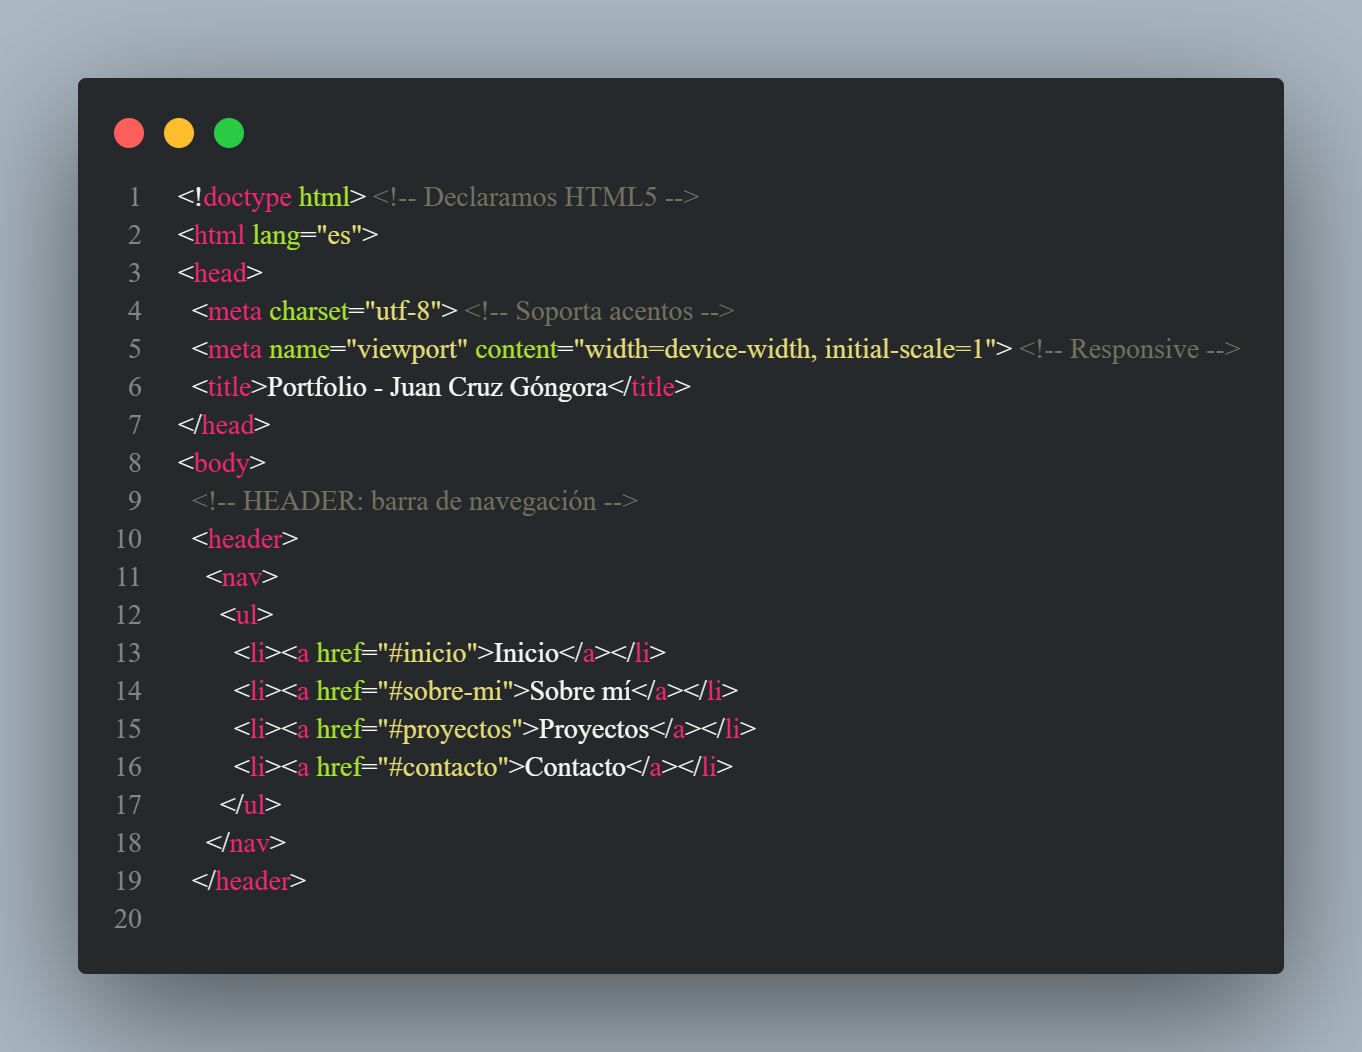 1 <!doctype html> <!-- Declaramos HTML5 -->
2 <html lang="es">
3 <head>
4   <meta charset="utf-8"> <!-- Soporta acentos -->
5   <meta name="viewport" content="width=device-width, initial-scale=1"> <!-- Responsive -->
6   <title>Portfolio - Juan Cruz Góngora</title>
7 </head>
8 <body>
9   <!-- HEADER: barra de navegación -->
10   <header>
11     <nav>
12       <ul>
13         <li><a href="#inicio">Inicio</a></li>
14         <li><a href="#sobre-mi">Sobre mí</a></li>
15         <li><a href="#proyectos">Proyectos</a></li>
16         <li><a href="#contacto">Contacto</a></li>
17       </ul>
18     </nav>
19   </header>
20